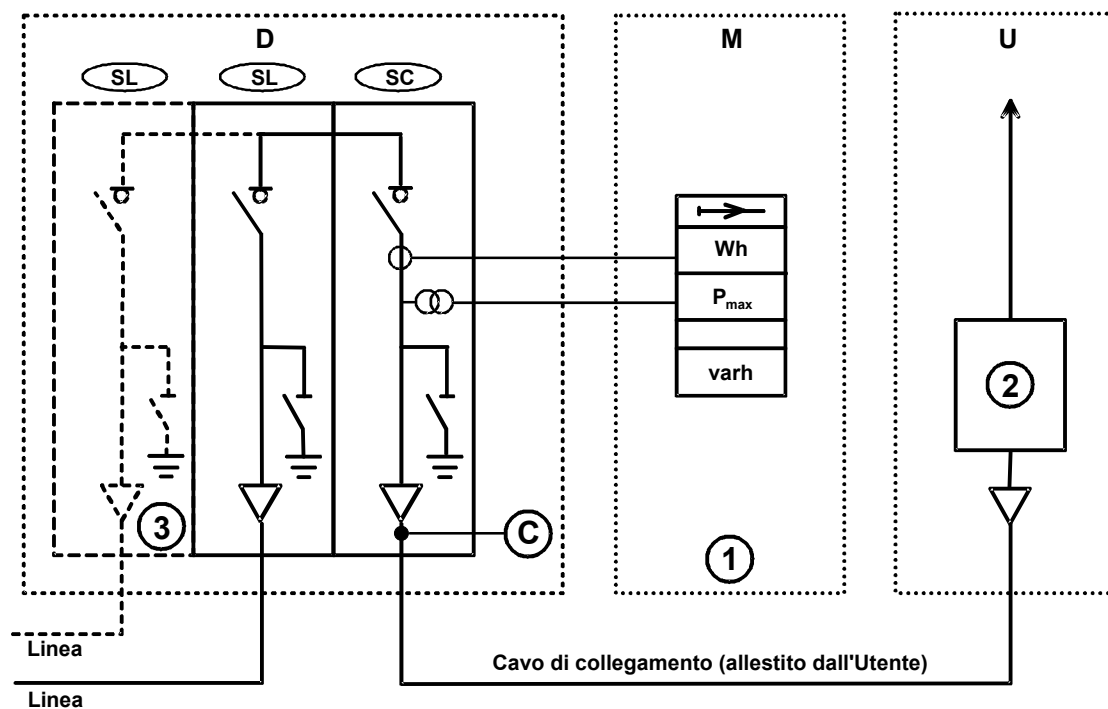 D
M
U
SL
SL
SC
Wh
Pmax
varh
2
3
C
1
Linea
Cavo di collegamento (allestito dall'Utente)
Linea